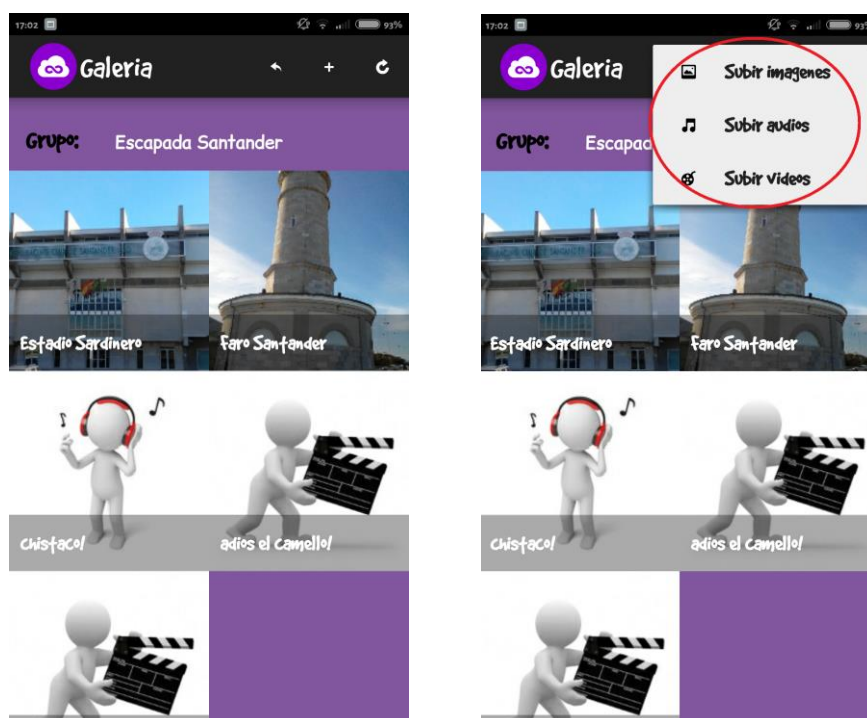 17:02
93%
Galeria
Grupo:
Escapada Santander
Estadio Sardinero
Faro Santander
Chistaco!
adios el camello!
17:02
93%
Galeria
Subir imagenes
Subir audios
Subir videos
Grupo:
Estadio Sardinero
Faro Santander
Chistaco!
adios el camello!